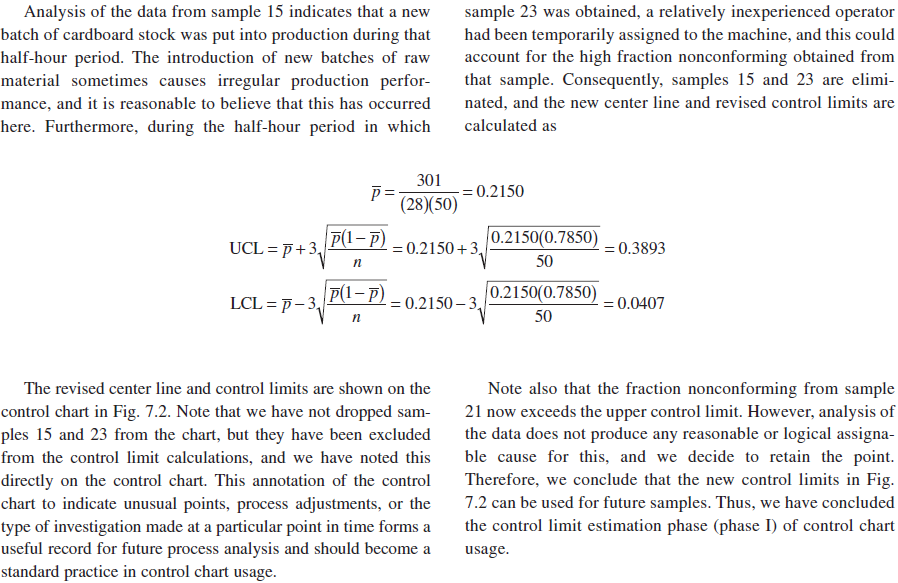 Analysis of the data from sample 15 indicates that a new
batch of cardboard stock was put into production during that
half-hour period. The introduction of new batches of raw
material sometimes causes irregular production perfor-
mance, and it is reasonable to believe that this has occurred
here. Furthermore, during the half-hour period in which
sample 23 was obtained, a relatively inexperienced operator
had been temporarily assigned to the machine, and this could
account for the high fraction nonconforming obtained from
that sample. Consequently, samples 15 and 23 are elimi-
nated, and the new center line and revised control limits are
calculated as
p̅ = 301 / (28)(50) = 0.2150
UCL = p̅ + 3√(p̅(1 – p̅) / n) = 0.2150 + 3√(0.2150(0.7850) / 50) = 0.3893
LCL = p̅ – 3√(p̅(1 – p̅) / n) = 0.2150 – 3√(0.2150(0.7850) / 50) = 0.0407
The revised center line and control limits are shown on the
control chart in Fig. 7.2. Note that we have not dropped sam-
ples 15 and 23 from the chart, but they have been excluded
from the control limit calculations, and we have noted this
directly on the control chart. This annotation of the control
chart to indicate unusual points, process adjustments, or the
type of investigation made at a particular point in time forms a
useful record for future process analysis and should become a
standard practice in control chart usage.
Note also that the fraction nonconforming from sample
21 now exceeds the upper control limit. However, analysis of
the data does not produce any reasonable or logical assigna-
ble cause for this, and we decide to retain the point.
Therefore, we conclude that the new control limits in Fig.
7.2 can be used for future samples. Thus, we have concluded
the control limit estimation phase (phase I) of control chart
usage.